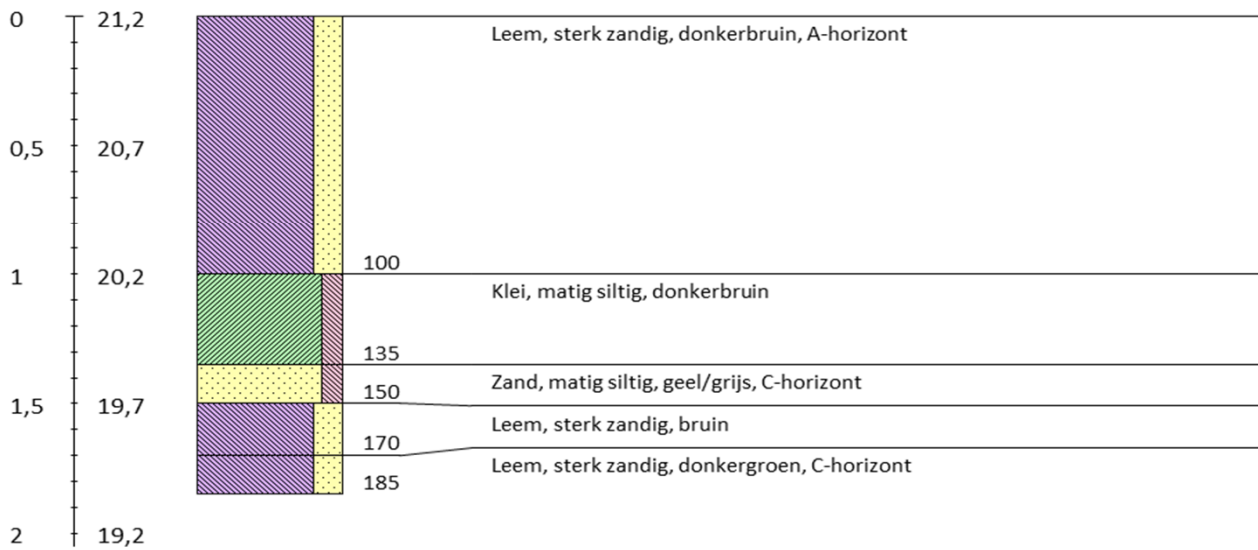 0 21,2
Leem, sterk zandig, donkerbruin, A-horizont
0,5 20,7
100
1 20,2
Klei, matig siltig, donkerbruin
135
Zand, matig siltig, geel/grijs, C-horizont
150
1,5 19,7
Leem, sterk zandig, bruin
170
Leem, sterk zandig, donkergroen, C-horizont
185
2 19,2